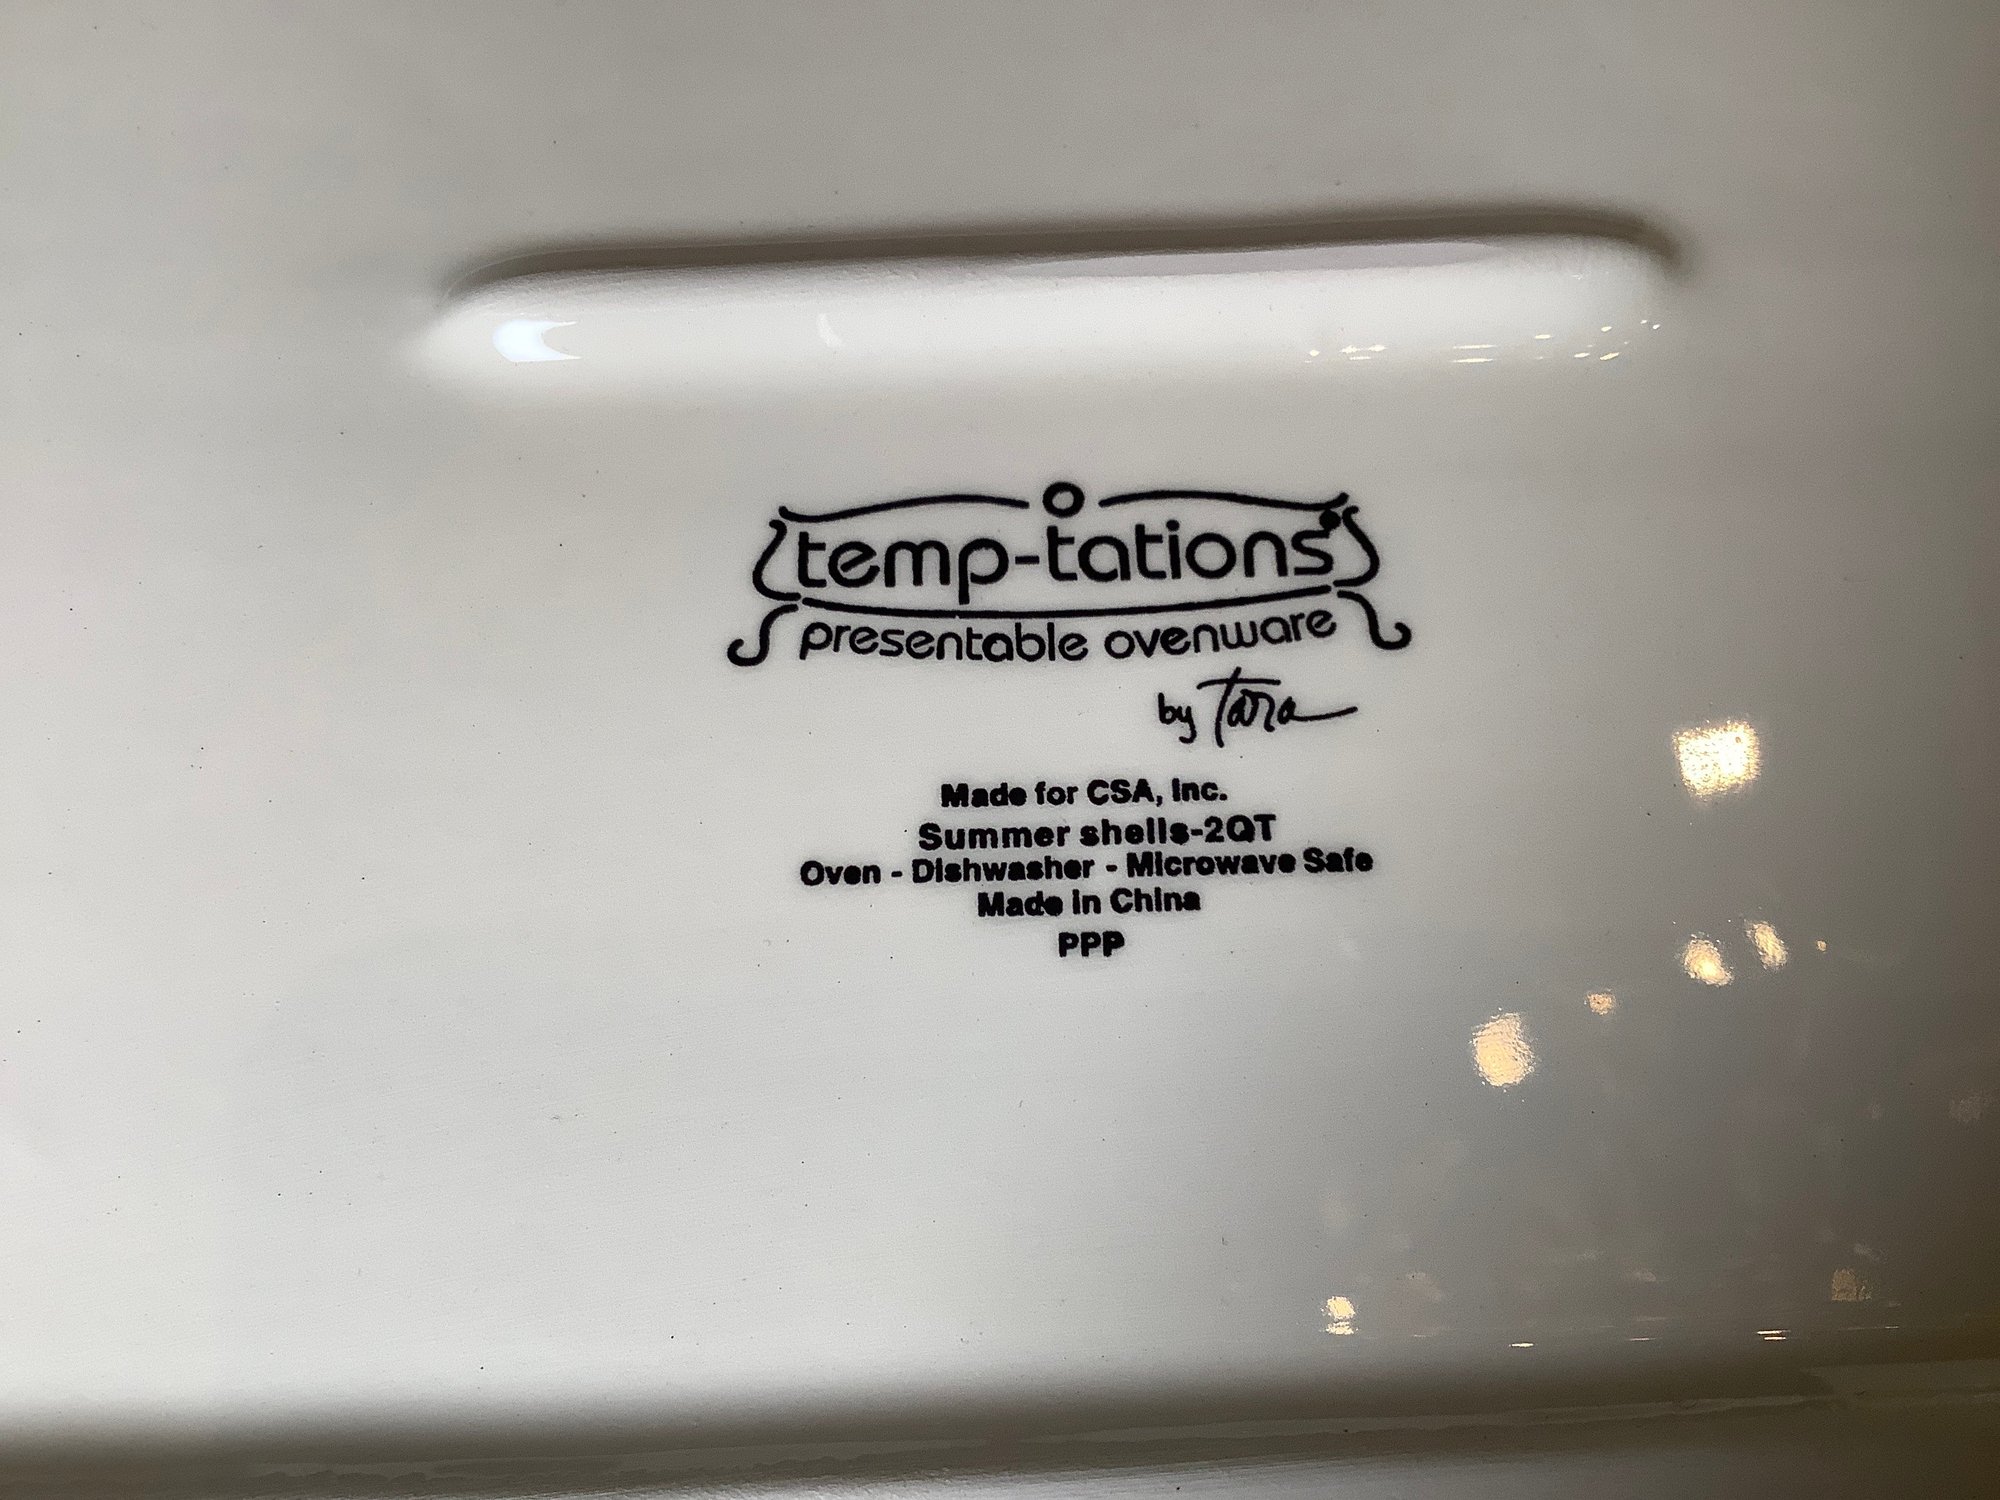 temp-tations
presentable ovenware
by Tara
Made for CSA, Inc.
Summer shells-2QT
Oven - Dishwasher - Microwave Safe
Made in China
PPP